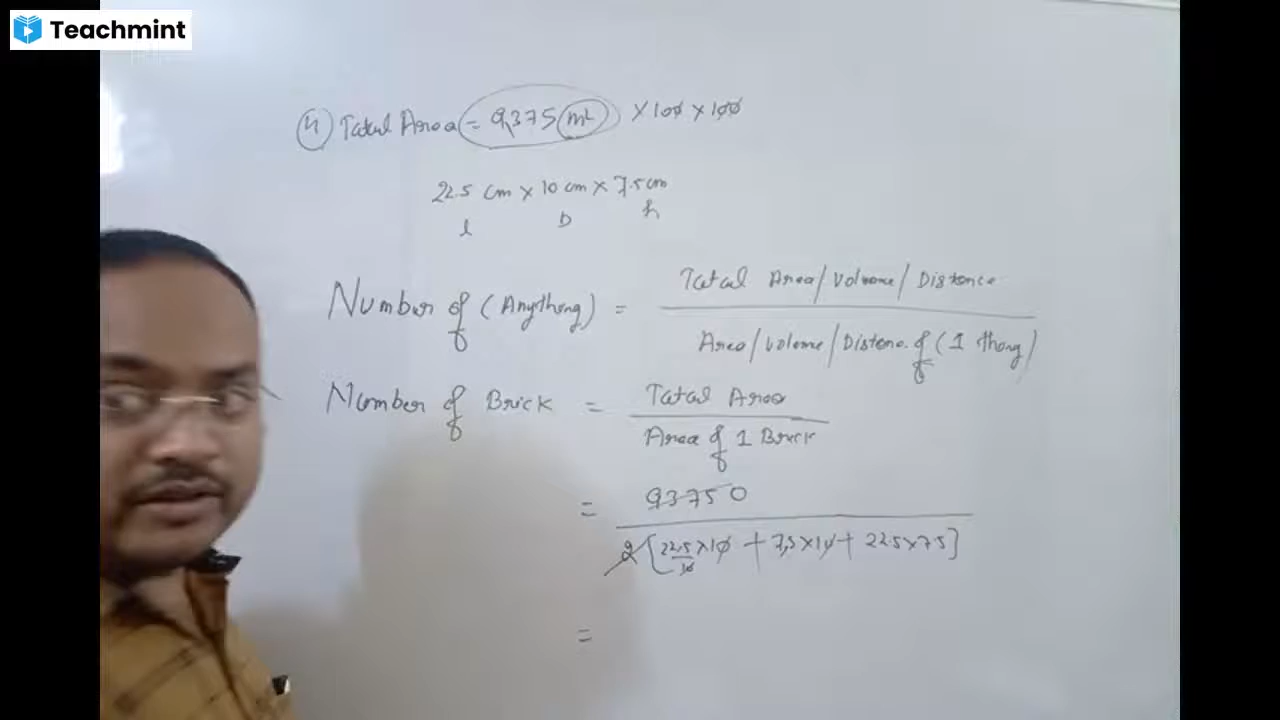 Teachmint
4 Total Area = 9.375 m² × 100 × 100
22.5 cm × 10 cm × 7.5 cm
l b h
Number of (Anything) = Total Area/Volume/Distance
Area/Volume/Distance of (1 thing)
Number of Brick = Total Area
Area of 1 Brick
= 93750
2[22.5×10 + 7.5×10 + 22.5×7.5]
10
=